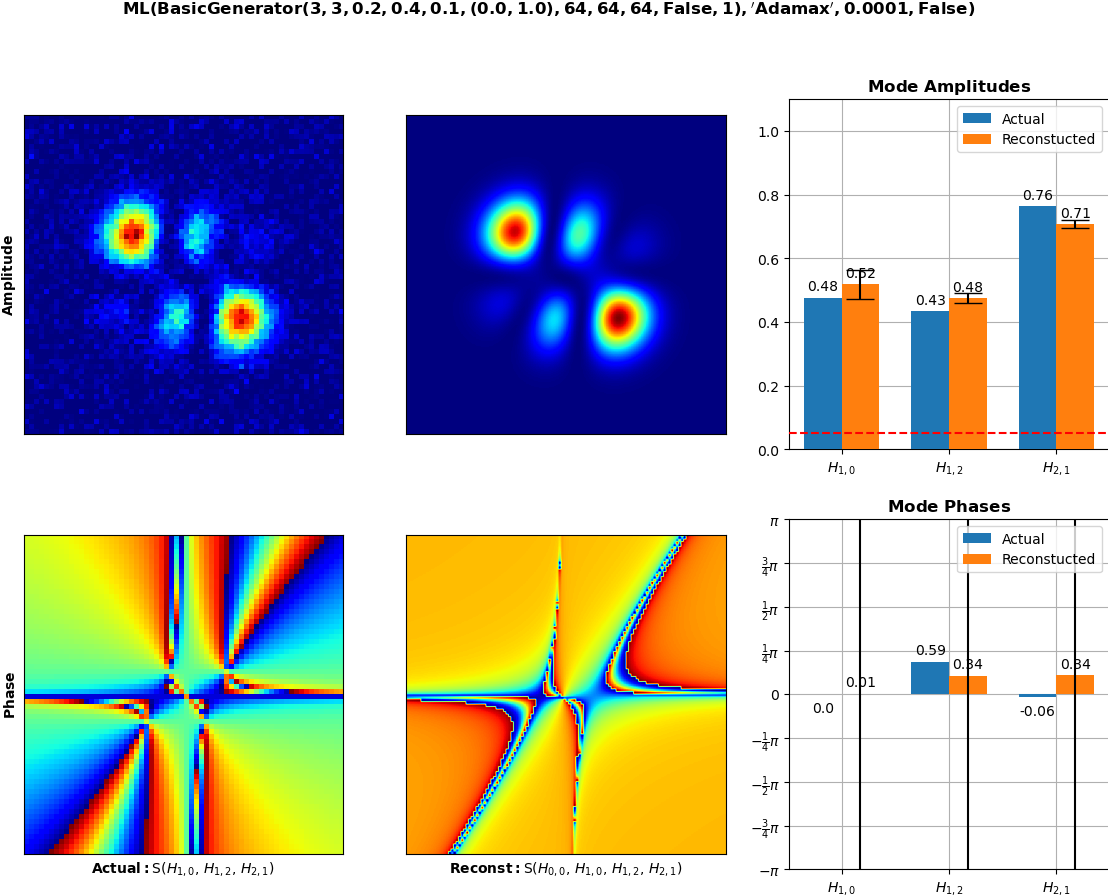 ML(BasicGenerator(3, 3, 0.2, 0.4, 0.1, (0.0, 1.0), 64, 64, 64, False, 1), 'Adamax', 0.0001, False)
Amplitude
Mode Amplitudes
Actual
Reconstucted
1.0
0.8
0.6
0.4
0.2
0.0
0.48
0.52
0.43
0.48
0.76
0.71
H1,0
H1,2
H2,1
Phase
Actual: S(H1,0, H1,2, H2,1)
Reconst: S(H0,0, H1,0, H1,2, H2,1)
Mode Phases
Actual
Reconstucted
π
3/4π
1/2π
1/4π
0
−1/4π
−1/2π
−3/4π
−π
0.0
0.01
0.59
0.34
-0.06
0.34
H1,0
H1,2
H2,1